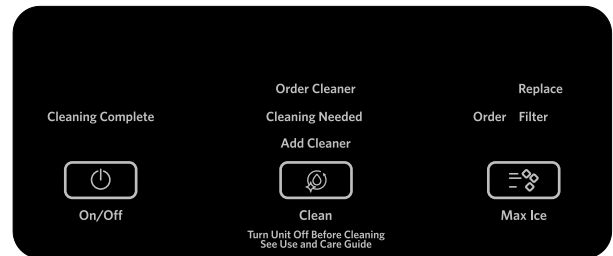 Order Cleaner
Replace
Cleaning Complete
Cleaning Needed
Order Filter
Add Cleaner
On/Off
Clean
Max Ice
Turn Unit Off Before Cleaning
See Use and Care Guide